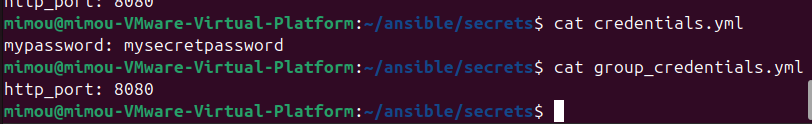 http_port: 8080
mimou@mimou-VMware-Virtual-Platform:~/ansible/secrets$ cat credentials.yml
mypassword: mysecretpassword
mimou@mimou-VMware-Virtual-Platform:~/ansible/secrets$ cat group_credentials.yml
http_port: 8080
mimou@mimou-VMware-Virtual-Platform:~/ansible/secrets$